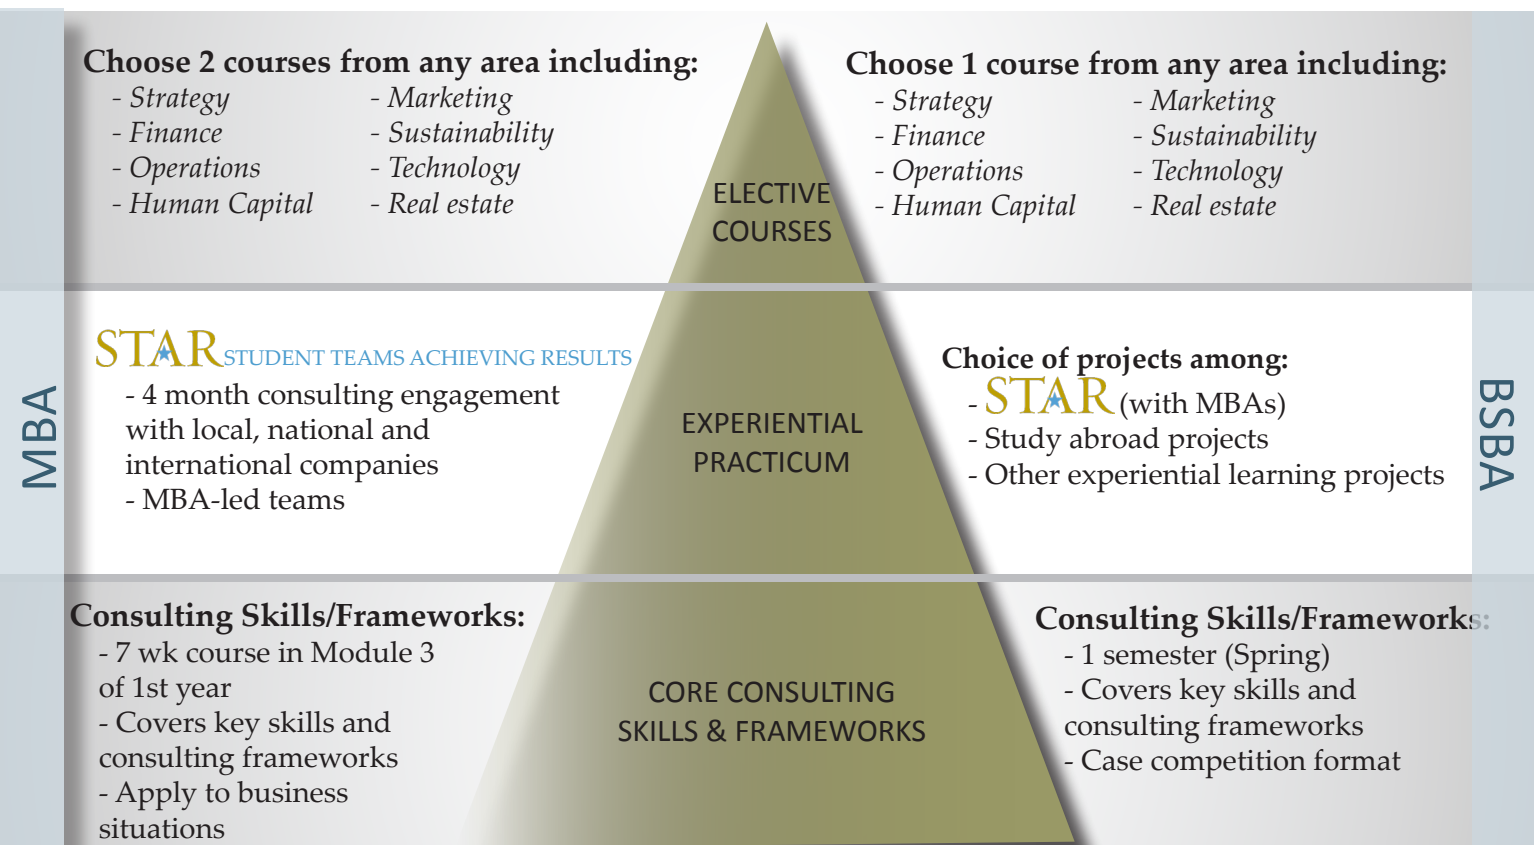 MBA
Choose 2 courses from any area including:
- Strategy
- Finance
- Operations
- Human Capital
- Marketing
- Sustainability
- Technology
- Real estate
ELECTIVE
COURSES
Choose 1 course from any area including:
- Strategy
- Finance
- Operations
- Human Capital
- Marketing
- Sustainability
- Technology
- Real estate
STAR STUDENT TEAMS ACHIEVING RESULTS
- 4 month consulting engagement
with local, national and
international companies
- MBA-led teams
EXPERIENTIAL
PRACTICUM
Choice of projects among:
- STAR (with MBAs)
- Study abroad projects
- Other experiential learning projects
BSBA
Consulting Skills/Frameworks:
- 7 wk course in Module 3
of 1st year
- Covers key skills and
consulting frameworks
- Apply to business
situations
CORE CONSULTING
SKILLS & FRAMEWORKS
Consulting Skills/Frameworks:
- 1 semester (Spring)
- Covers key skills and
consulting frameworks
- Case competition format